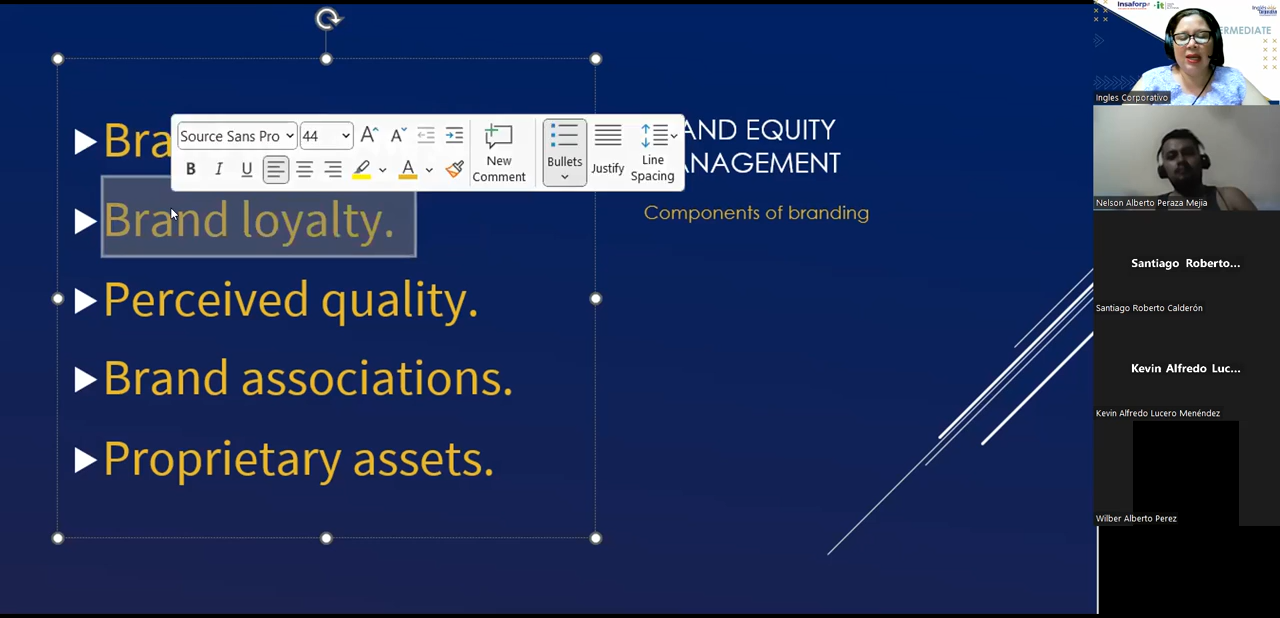 Bra
Source Sans Pro
44
B
I
U
New
Comment
Bullets
Justify
Line
Spacing
Brand loyalty.
Perceived quality.
Brand associations.
Proprietary assets.
AND EQUITY
ANAGEMENT
Components of branding
Insaforp
ERMEDIATE
Ingles Corporativo
Nelson Alberto Peraza Mejia
Santiago Roberto...
Santiago Roberto Calderón
Kevin Alfredo Luc...
Kevin Alfredo Lucero Menéndez
Wilber Alberto Perez